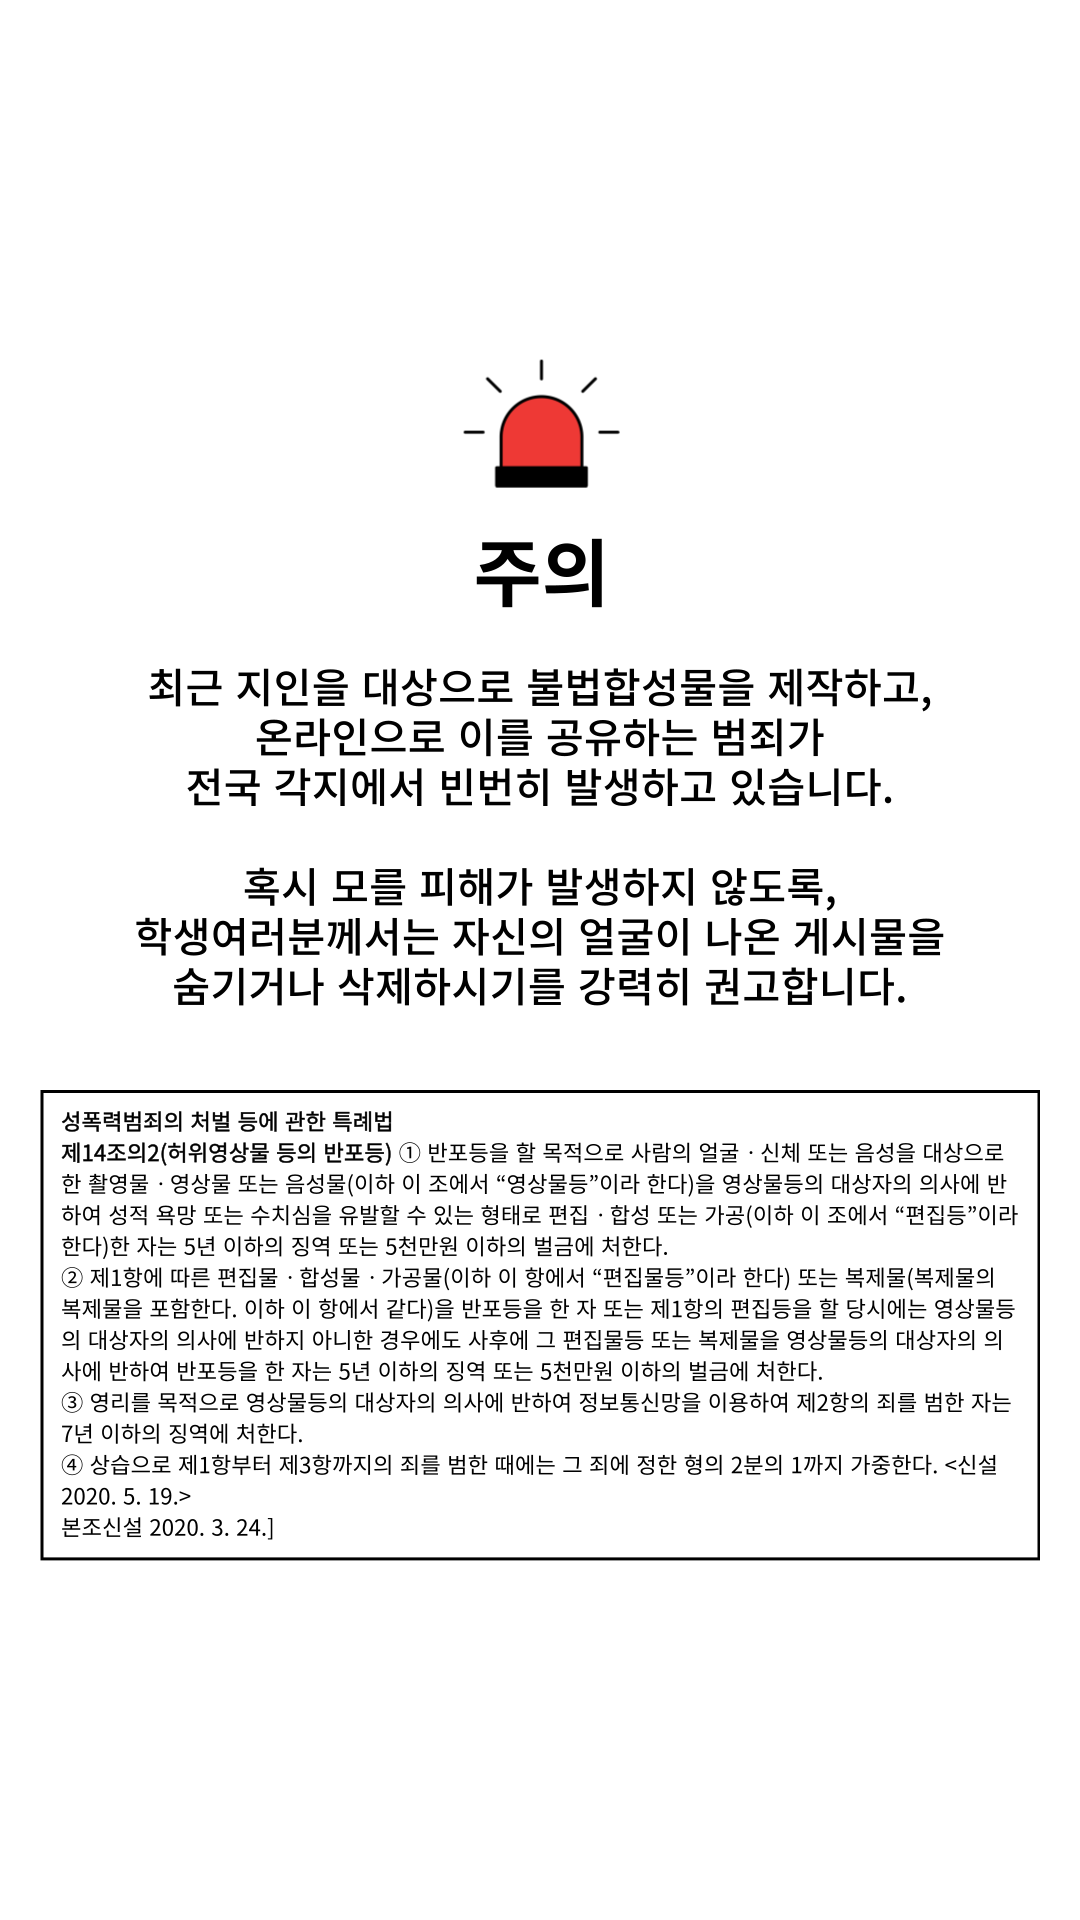 주의
최근 지인을 대상으로 불법합성물을 제작하고,
온라인으로 이를 공유하는 범죄가
전국 각지에서 빈번히 발생하고 있습니다.
혹시 모를 피해가 발생하지 않도록,
학생여러분께서는 자신의 얼굴이 나온 게시물을
숨기거나 삭제하시기를 강력히 권고합니다.
성폭력범죄의 처벌 등에 관한 특례법
제14조의2(허위영상물 등의 반포등) ① 반포등을 할 목적으로 사람의 얼굴ㆍ신체 또는 음성을 대상으로
한 촬영물ㆍ영상물 또는 음성물(이하 이 조에서 “영상물등”이라 한다)을 영상물등의 대상자의 의사에 반
하여 성적 욕망 또는 수치심을 유발할 수 있는 형태로 편집ㆍ합성 또는 가공(이하 이 조에서 “편집등”이라
한다)한 자는 5년 이하의 징역 또는 5천만원 이하의 벌금에 처한다.
② 제1항에 따른 편집물ㆍ합성물ㆍ가공물(이하 이 항에서 “편집물등”이라 한다) 또는 복제물(복제물의
복제물을 포함한다. 이하 이 항에서 같다)을 반포등을 한 자 또는 제1항의 편집등을 할 당시에는 영상물등
의 대상자의 의사에 반하지 아니한 경우에도 사후에 그 편집물등 또는 복제물을 영상물등의 대상자의 의
사에 반하여 반포등을 한 자는 5년 이하의 징역 또는 5천만원 이하의 벌금에 처한다.
③ 영리를 목적으로 영상물등의 대상자의 의사에 반하여 정보통신망을 이용하여 제2항의 죄를 범한 자는
7년 이하의 징역에 처한다.
④ 상습으로 제1항부터 제3항까지의 죄를 범한 때에는 그 죄에 정한 형의 2분의 1까지 가중한다. <신설
2020. 5. 19.>
본조신설 2020. 3. 24.]